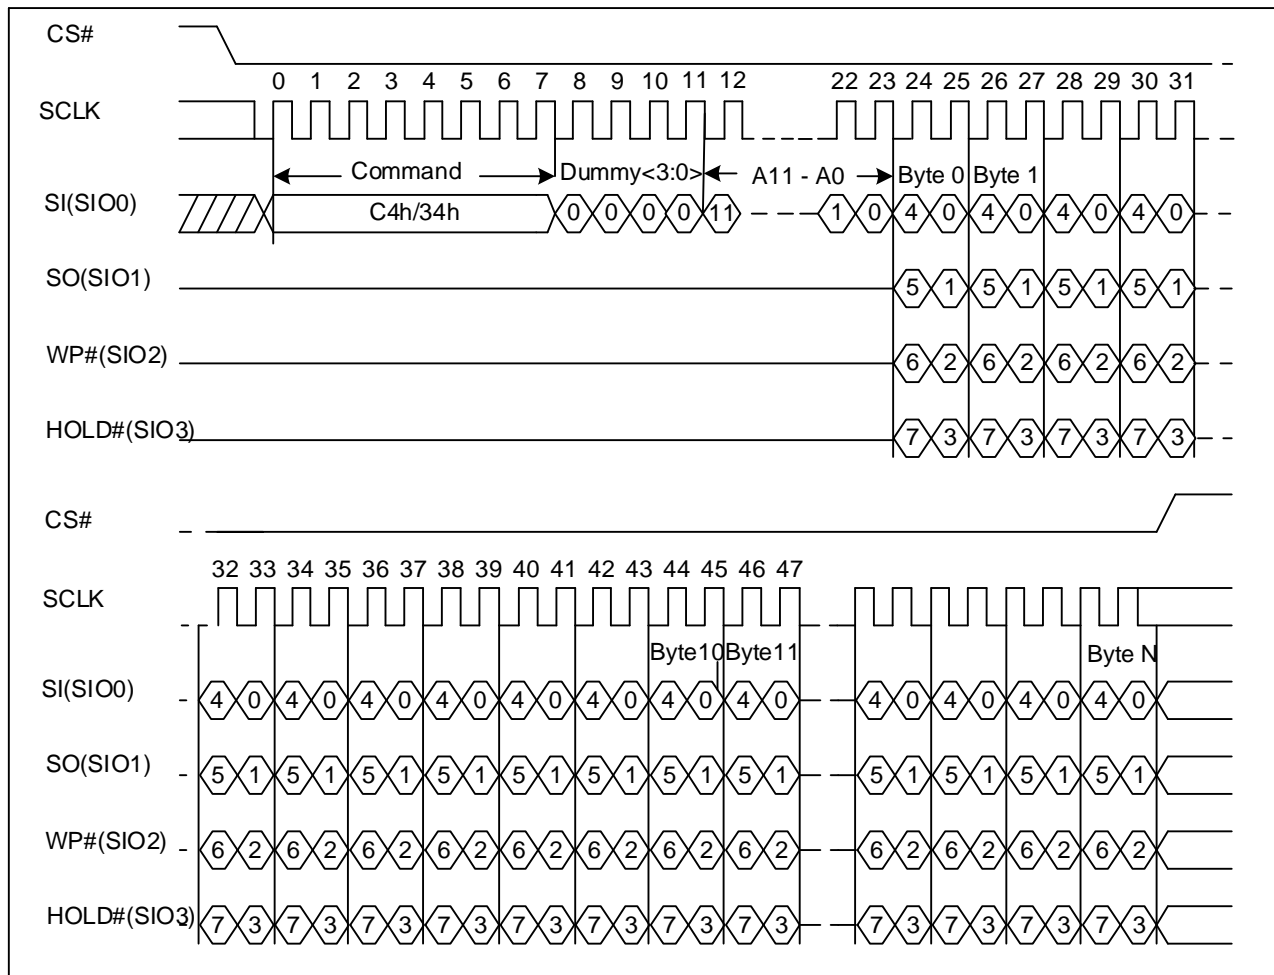 CS#
0 1 2 3 4 5 6 7 8 9 10 11 12 22 23 24 25 26 27 28 29 30 31
SCLK
Command Dummy<3:0> A11 - A0 Byte 0 Byte 1
SI(SIO0) C4h/34h 0 0 0 0 11 1 0 4 0 4 0 4 0 4 0
SO(SIO1) 5 1 5 1 5 1 5 1
WP#(SIO2) 6 2 6 2 6 2 6 2
HOLD#(SIO3) 7 3 7 3 7 3 7 3
CS#
32 33 34 35 36 37 38 39 40 41 42 43 44 45 46 47
SCLK
Byte10 Byte11 Byte N
SI(SIO0) 4 0 4 0 4 0 4 0 4 0 4 0 4 0 4 0 4 0 4 0 4 0 4 0
SO(SIO1) 5 1 5 1 5 1 5 1 5 1 5 1 5 1 5 1 5 1 5 1 5 1 5 1
WP#(SIO2) 6 2 6 2 6 2 6 2 6 2 6 2 6 2 6 2 6 2 6 2 6 2 6 2
HOLD#(SIO3) 7 3 7 3 7 3 7 3 7 3 7 3 7 3 7 3 7 3 7 3 7 3 7 3